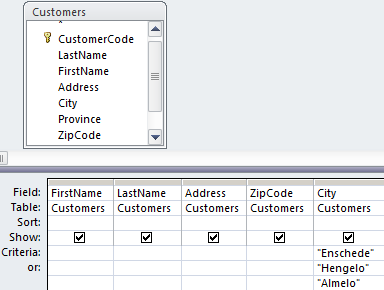 Customers
*
CustomerCode
LastName
FirstName
Address
City
Province
ZipCode
Field: FirstName LastName Address ZipCode City
Table: Customers Customers Customers Customers Customers
Sort:
Show:
Criteria: "Enschede"
or: "Hengelo"
"Almelo"